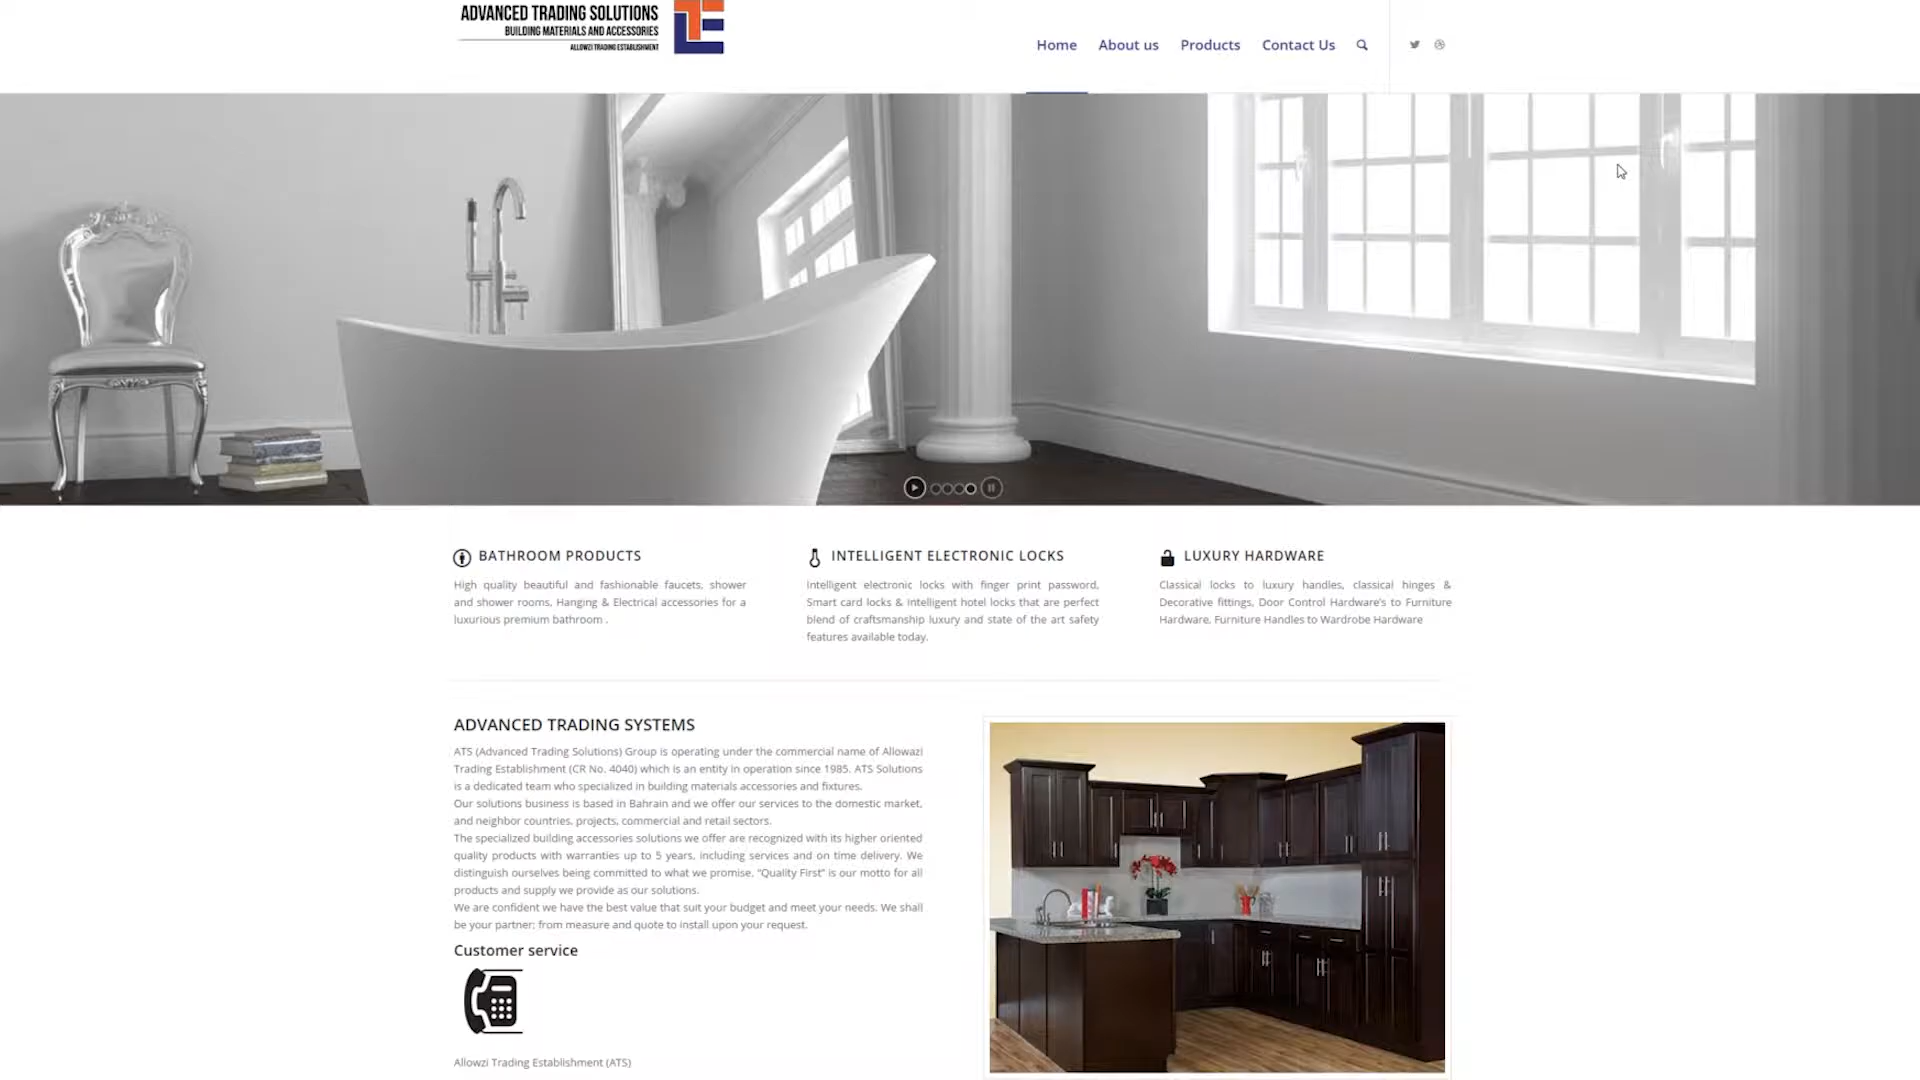 ADVANCED TRADING SOLUTIONS
BUILDING MATERIALS AND ACCESSORIES
ALLOWZI TRADING ESTABLISHMENT
Home
About us
Products
Contact Us
BATHROOM PRODUCTS
High quality beautiful and fashionable faucets, shower
and shower rooms, Hanging & Electrical accessories for a
luxurious premium bathroom .
INTELLIGENT ELECTRONIC LOCKS
Intelligent electronic locks with finger print password,
Smart card locks & intelligent hotel locks that are perfect
blend of craftsmanship luxury and state of the art safety
features available today.
LUXURY HARDWARE
Classical locks to luxury handles, classical hinges &
Decorative fittings, Door Control Hardware's to Furniture
Hardware, Furniture Handles to Wardrobe Hardware
ADVANCED TRADING SYSTEMS
ATS (Advanced Trading Solutions) Group is operating under the commercial name of Allowazi
Trading Establishment (CR No. 4040) which is an entity in operation since 1985. ATS Solutions
is a dedicated team who specialized in building materials accessories and fixtures.
Our solutions business is based in Bahrain and we offer our services to the domestic market,
and neighbor countries, projects, commercial and retail sectors.
The specialized building accessories solutions we offer are recognized with its higher oriented
quality products with warranties up to 5 years, including services and on time delivery. We
distinguish ourselves being committed to what we promise, “Quality First” is our motto for all
products and supply we provide as our solutions.
We are confident we have the best value that suit your budget and meet your needs. We shall
be your partner; from measure and quote to install upon your request.
Customer service
Allowzi Trading Establishment (ATS)